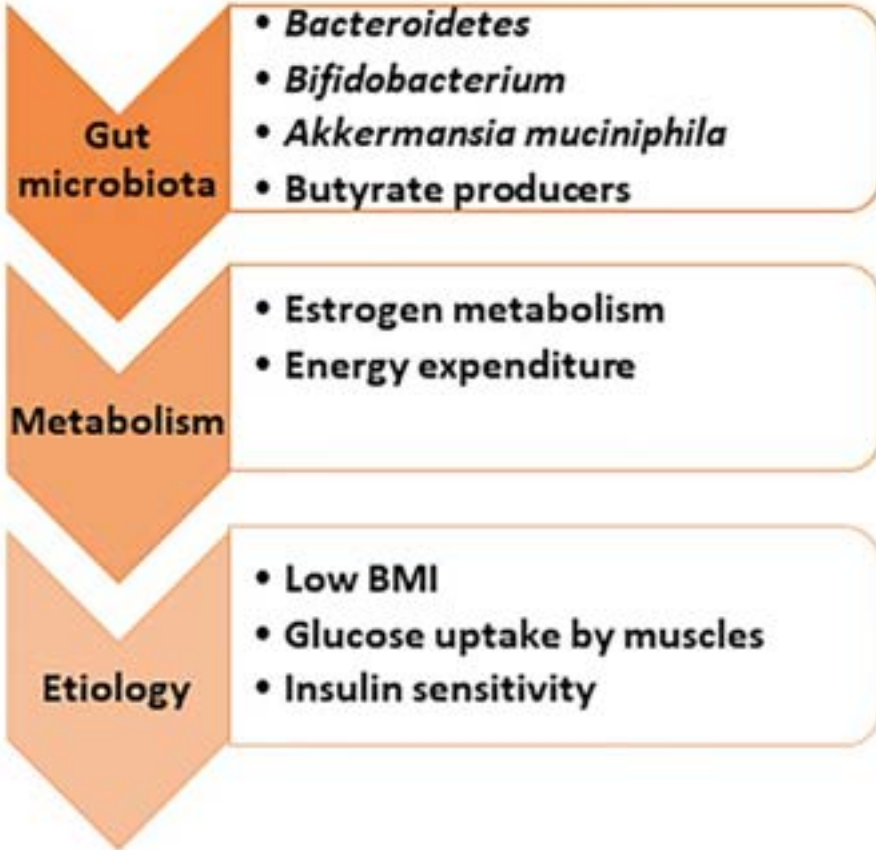 Gut
microbiota
• Bacteroidetes
• Bifidobacterium
• Akkermansia muciniphila
• Butyrate producers
Metabolism
• Estrogen metabolism
• Energy expenditure
Etiology
• Low BMI
• Glucose uptake by muscles
• Insulin sensitivity